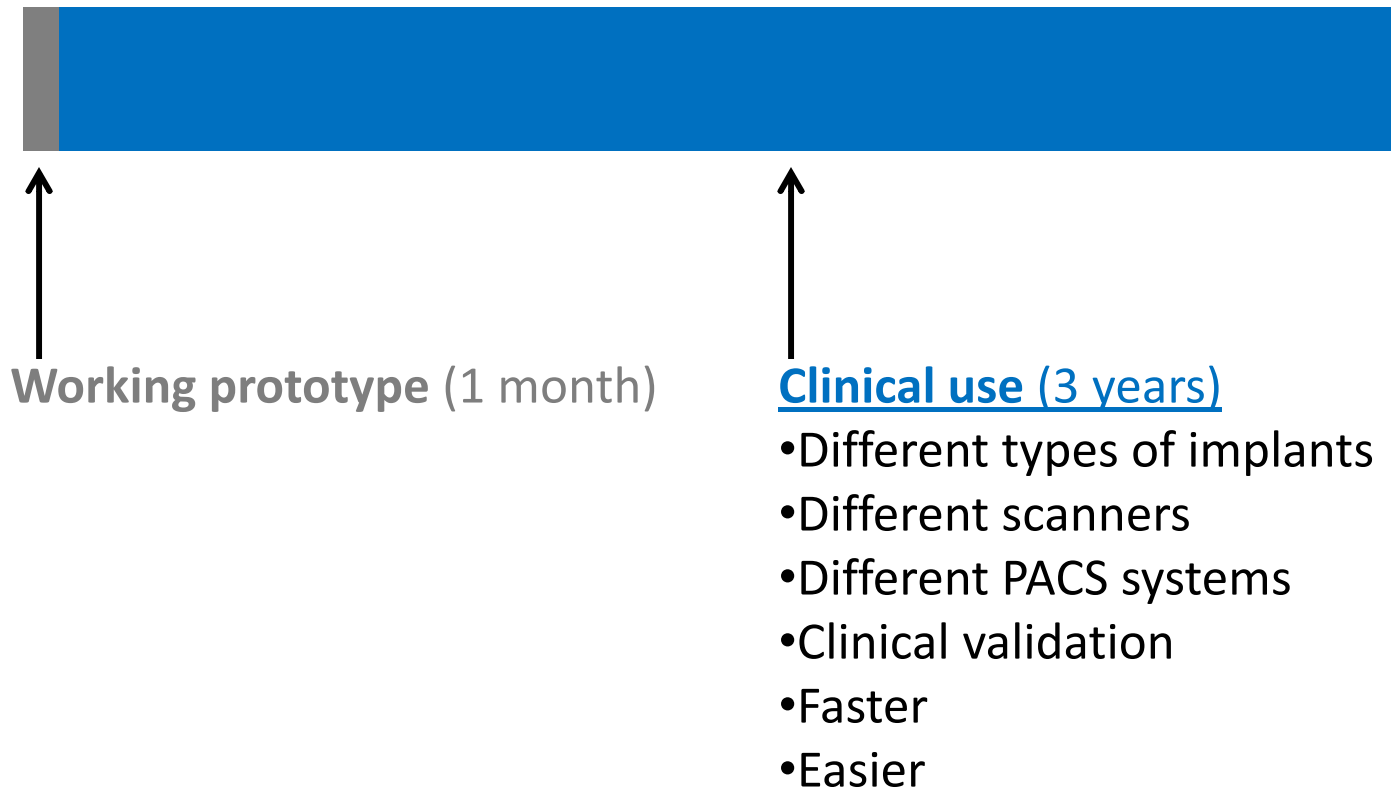 Working prototype (1 month)
Clinical use (3 years)
•Different types of implants
•Different scanners
•Different PACS systems
•Clinical validation
•Faster
•Easier